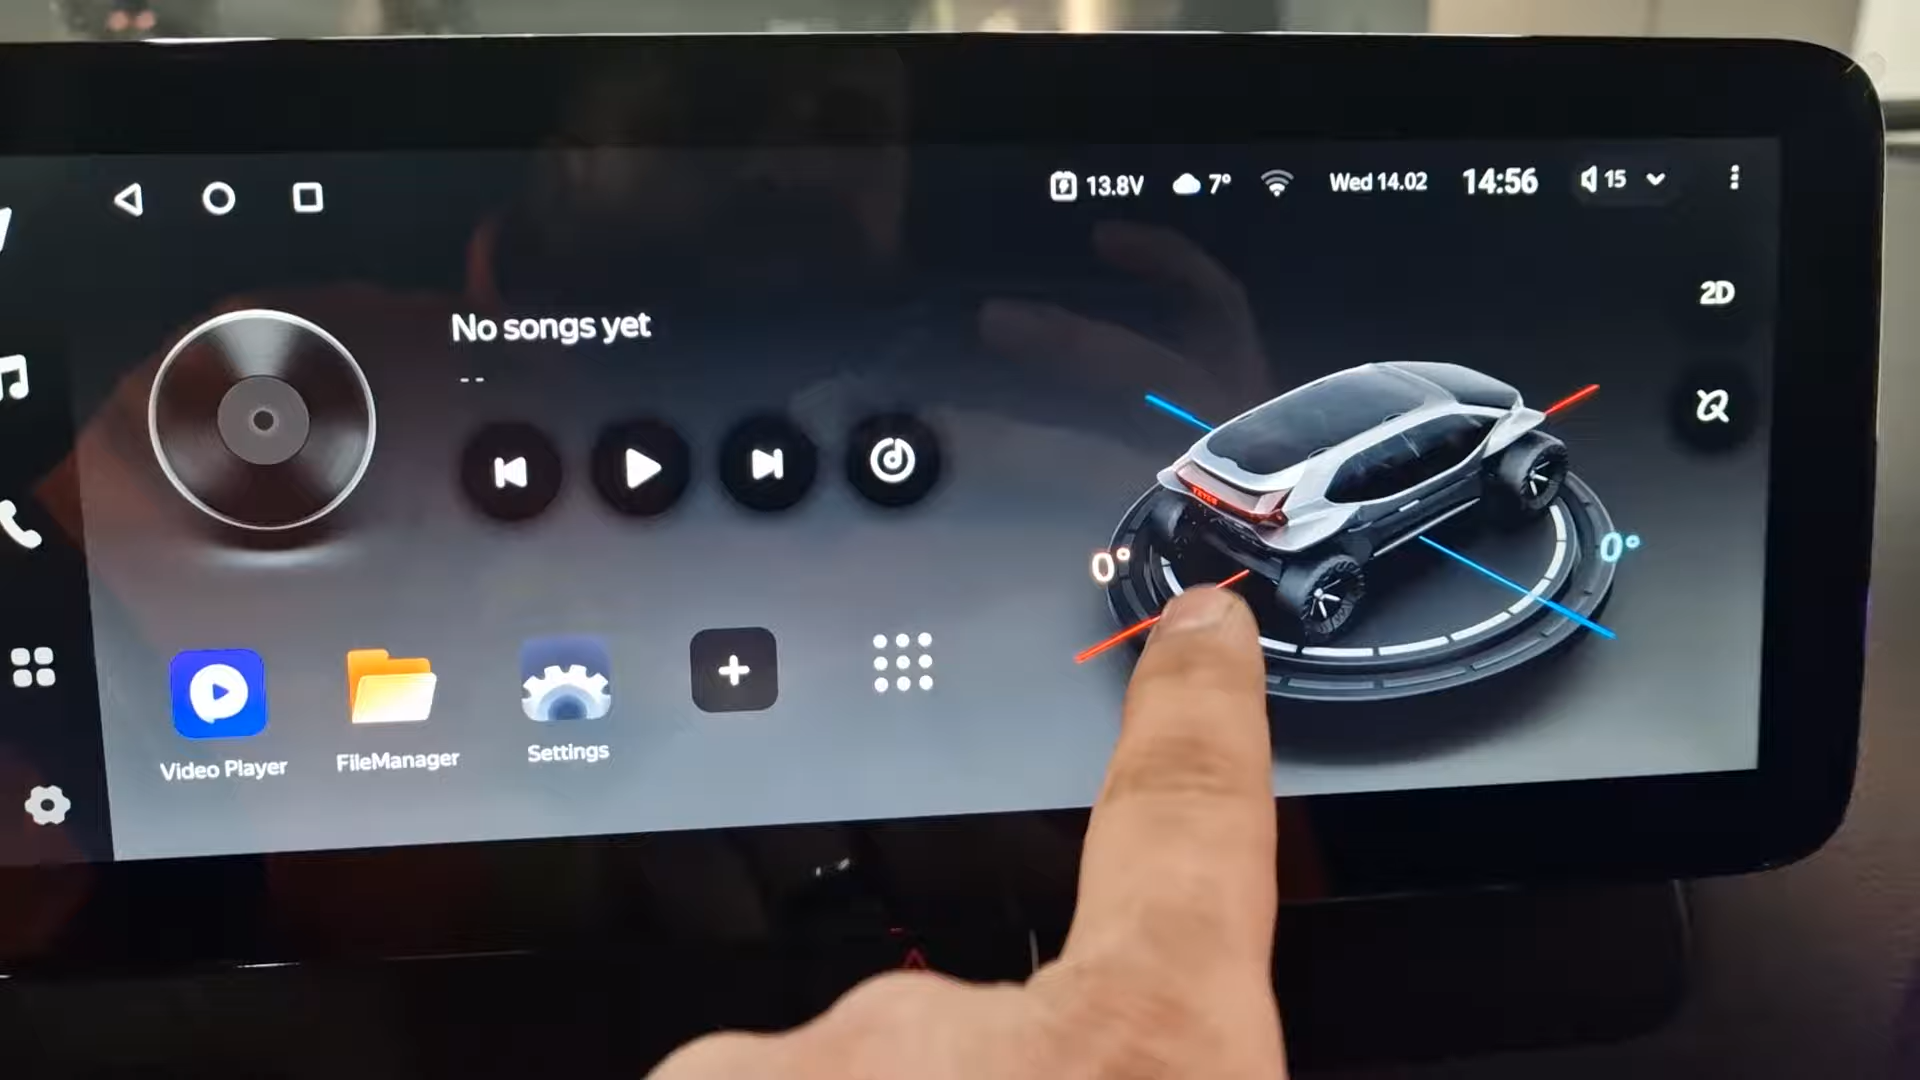 13.8V 7° Wed 14.02 14:56 15
2D
No songs yet
--
0° 0°
TEYES
Video Player FileManager Settings